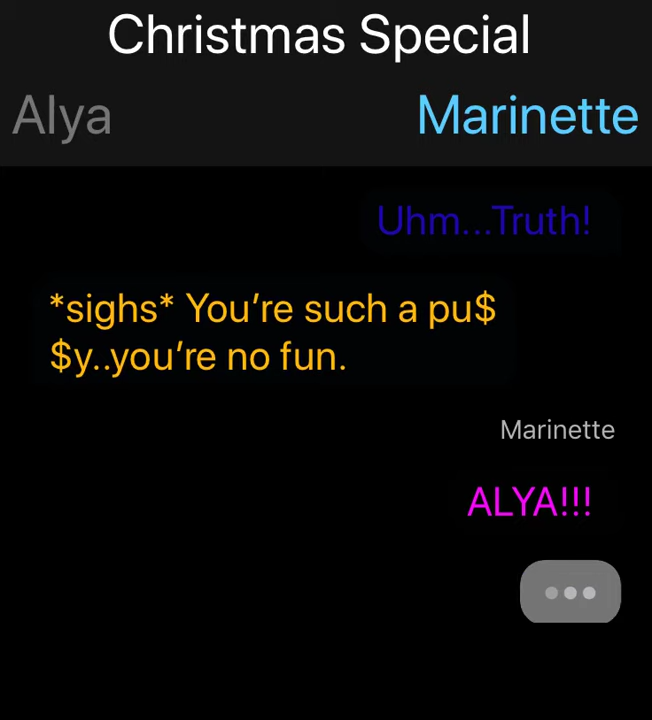 Christmas Special
Alya Marinette
Uhm...Truth!
*sighs* You’re such a pu$
$y..you’re no fun.
Marinette
ALYA!!!